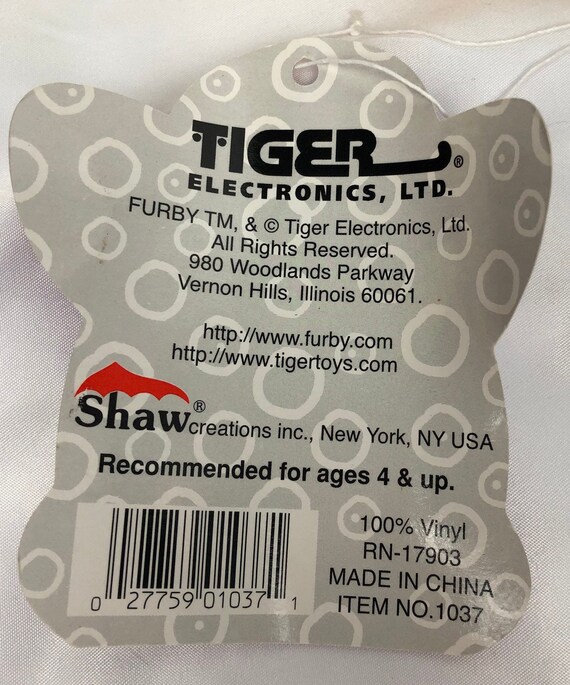 TIGER®
ELECTRONICS, LTD.
FURBY TM, & © Tiger Electronics, Ltd.
All Rights Reserved.
980 Woodlands Parkway
Vernon Hills, Illinois 60061.
http://www.furby.com
http://www.tigertoys.com
Shaw® creations inc., New York, NY USA
Recommended for ages 4 & up.
100% Vinyl
RN-17903
MADE IN CHINA
ITEM NO.1037
0 27759 01037 1